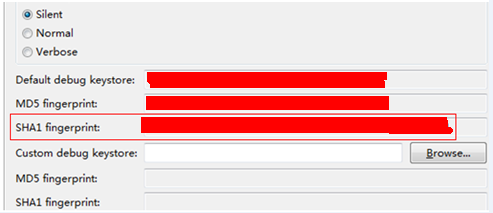 Silent
Normal
Verbose
Default debug keystore:
MD5 fingerprint:
SHA1 fingerprint:
Custom debug keystore: Browse...
MD5 fingerprint:
SHA1 fingerprint: